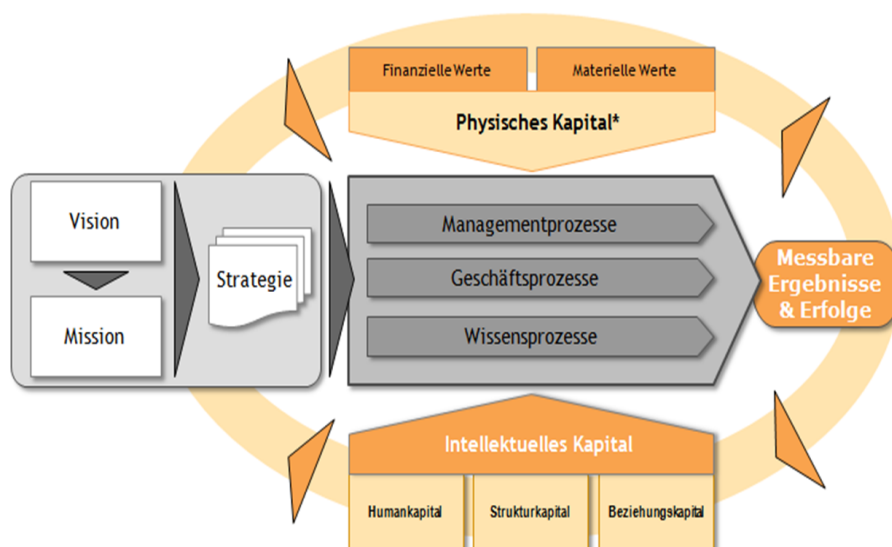 Finanzielle Werte
Materielle Werte
Physisches Kapital*
Vision
Mission
Strategie
Managementprozesse
Geschäftsprozesse
Wissensprozesse
Messbare
Ergebnisse
& Erfolge
Intellektuelles Kapital
Humankapital
Strukturkapital
Beziehungskapital